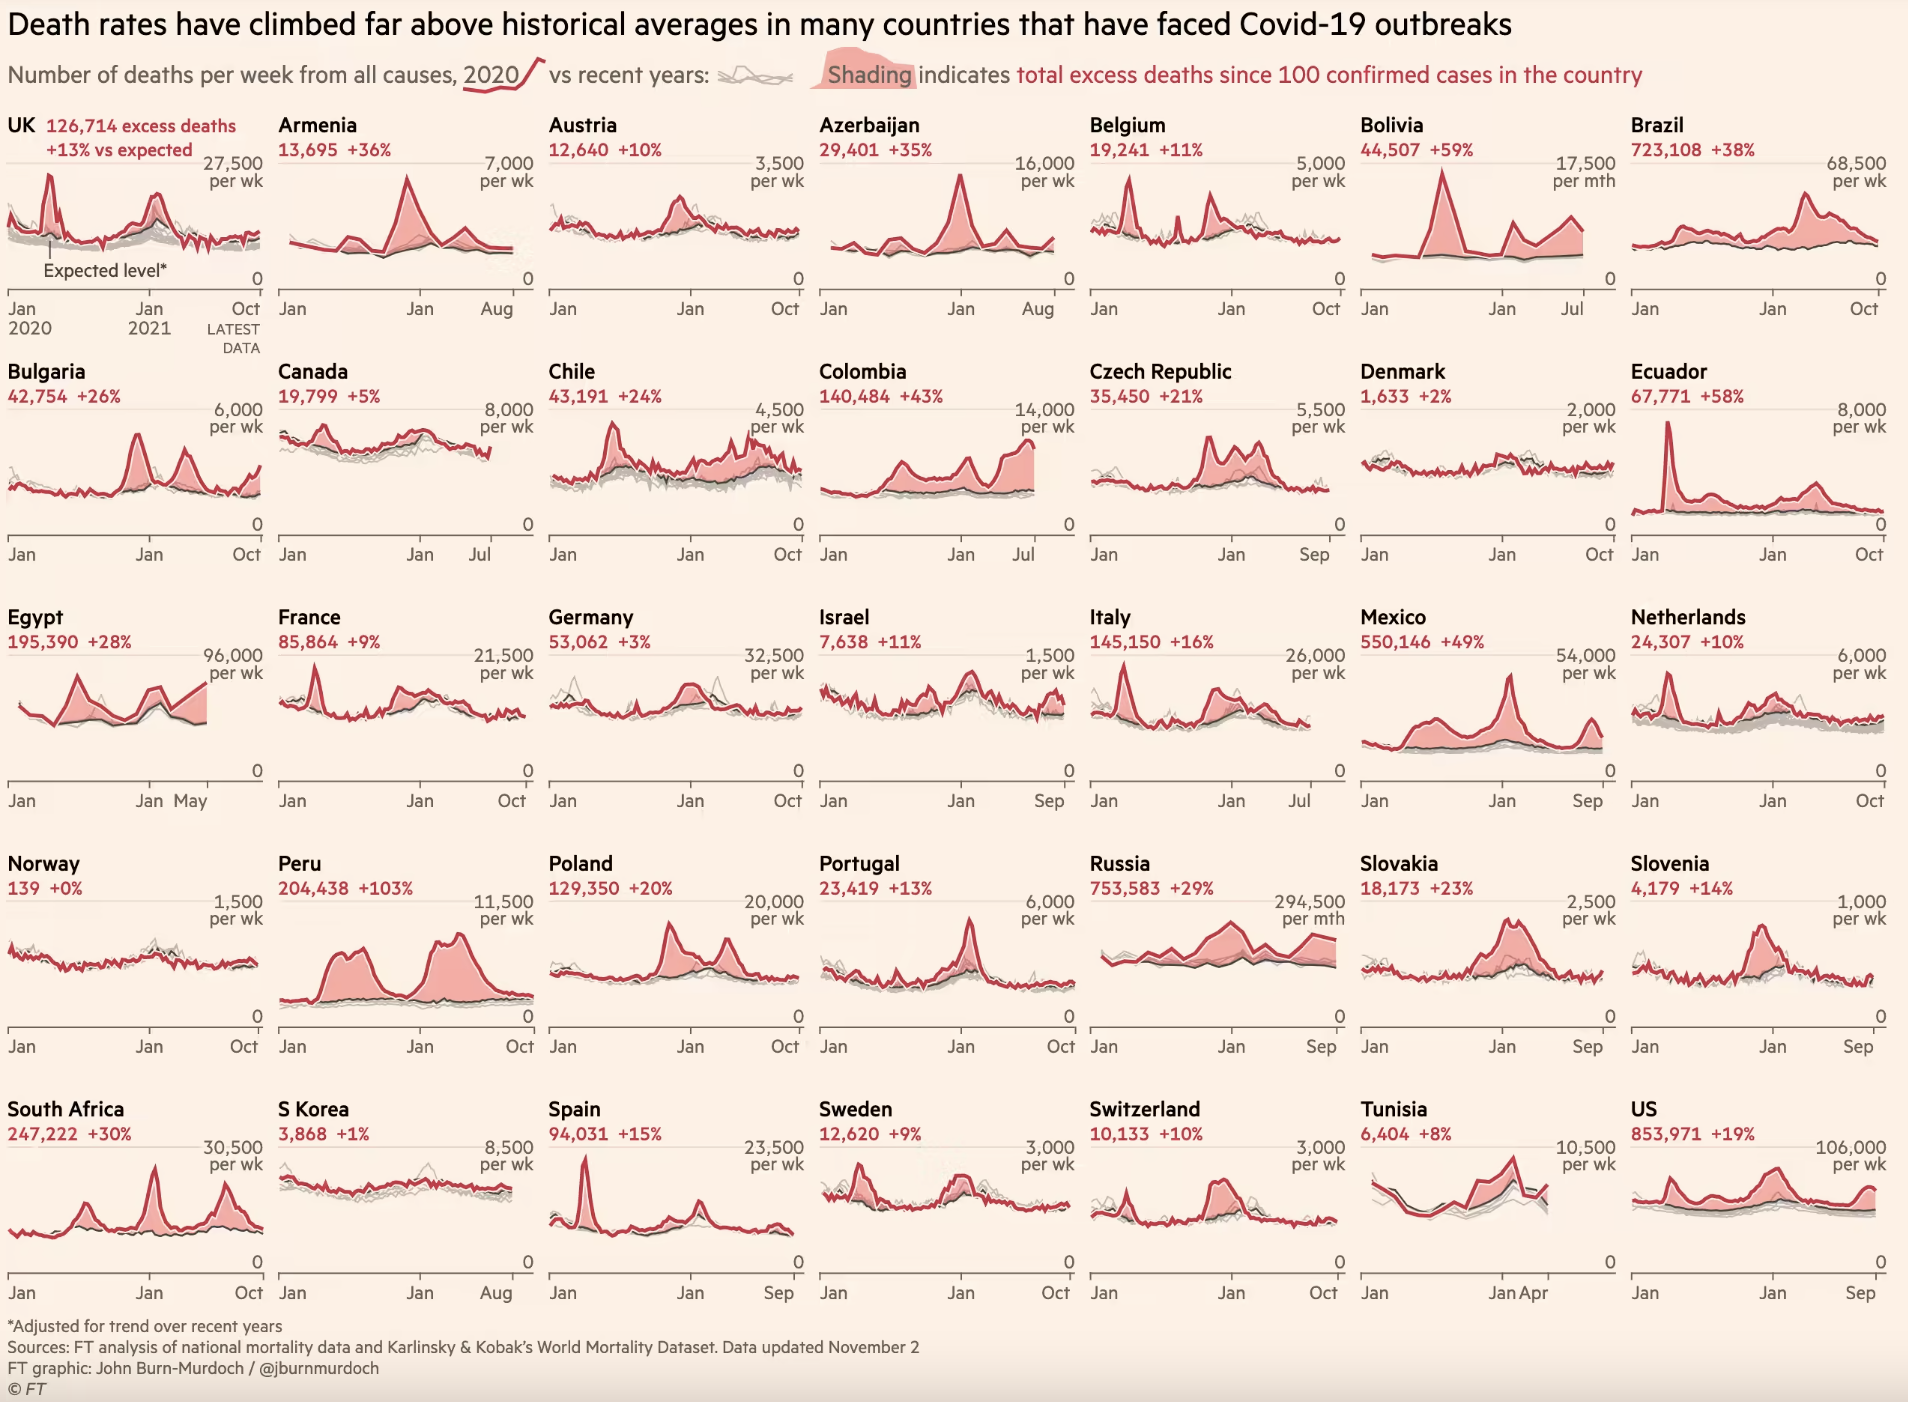 Death rates have climbed far above historical averages in many countries that have faced Covid-19 outbreaks
Number of deaths per week from all causes, 2020 vs recent years: Shading indicates total excess deaths since 100 confirmed cases in the country
UK 126,714 excess deaths
+13% vs expected
27,500
per wk
Expected level*
0
Jan Jan Oct
2020 2021 LATEST
DATA
Armenia
13,695 +36%
7,000
per wk
0
Jan Jan Aug
Austria
12,640 +10%
3,500
per wk
0
Jan Jan Oct
Azerbaijan
29,401 +35%
16,000
per wk
0
Jan Jan Aug
Belgium
19,241 +11%
5,000
per wk
0
Jan Jan Oct
Bolivia
44,507 +59%
17,500
per mth
0
Jan Jan Jul
Brazil
723,108 +38%
68,500
per wk
0
Jan Jan Oct
Bulgaria
42,754 +26%
6,000
per wk
0
Jan Jan Oct
Canada
19,799 +5%
8,000
per wk
0
Jan Jan Jul
Chile
43,191 +24%
4,500
per wk
0
Jan Jan Oct
Colombia
140,484 +43%
14,000
per wk
0
Jan Jan Jul
Czech Republic
35,450 +21%
5,500
per wk
0
Jan Jan Sep
Denmark
1,633 +2%
2,000
per wk
0
Jan Jan Oct
Ecuador
67,771 +58%
8,000
per wk
0
Jan Jan Oct
Egypt
195,390 +28%
96,000
per wk
0
Jan Jan May
France
85,864 +9%
21,500
per wk
0
Jan Jan Oct
Germany
53,062 +3%
32,500
per wk
0
Jan Jan Oct
Israel
7,638 +11%
1,500
per wk
0
Jan Jan Sep
Italy
145,150 +16%
26,000
per wk
0
Jan Jan Jul
Mexico
550,146 +49%
54,000
per wk
0
Jan Jan Sep
Netherlands
24,307 +10%
6,000
per wk
0
Jan Jan Oct
Norway
139 +0%
1,500
per wk
0
Jan Jan Oct
Peru
204,438 +103%
11,500
per wk
0
Jan Jan Oct
Poland
129,350 +20%
20,000
per wk
0
Jan Jan Oct
Portugal
23,419 +13%
6,000
per wk
0
Jan Jan Oct
Russia
753,583 +29%
294,500
per mth
0
Jan Jan Sep
Slovakia
18,173 +23%
2,500
per wk
0
Jan Jan Sep
Slovenia
4,179 +14%
1,000
per wk
0
Jan Jan Sep
South Africa
247,222 +30%
30,500
per wk
0
Jan Jan Oct
S Korea
3,868 +1%
8,500
per wk
0
Jan Jan Aug
Spain
94,031 +15%
23,500
per wk
0
Jan Jan Sep
Sweden
12,620 +9%
3,000
per wk
0
Jan Jan Oct
Switzerland
10,133 +10%
3,000
per wk
0
Jan Jan Oct
Tunisia
6,404 +8%
10,500
per wk
0
Jan Jan Apr
US
853,971 +19%
106,000
per wk
0
Jan Jan Sep
*Adjusted for trend over recent years
Sources: FT analysis of national mortality data and Karlinsky & Kobak's World Mortality Dataset. Data updated November 2
FT graphic: John Burn-Murdoch / @jburnmurdoch
© FT